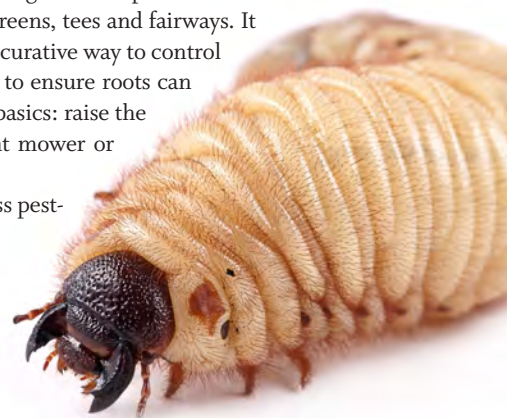 reens, tees and fairways. It
curative way to control
to ensure roots can
basics: raise the
t mower or
ss pest-